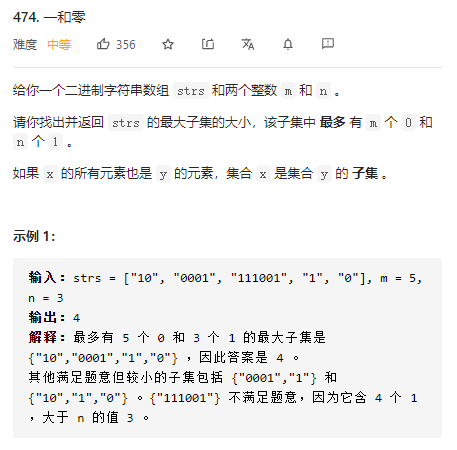 474. 一和零
难度 中等 356
给你一个二进制字符串数组 strs 和两个整数 m 和 n 。
请你找出并返回 strs 的最大子集的大小，该子集中 最多 有 m 个 0 和
n 个 1 。
如果 x 的所有元素也是 y 的元素，集合 x 是集合 y 的 子集 。
示例 1：
输入：strs = ["10", "0001", "111001", "1", "0"], m = 5,
n = 3
输出：4
解释：最多有 5 个 0 和 3 个 1 的最大子集是
{"10","0001","1","0"} ，因此答案是 4 。
其他满足题意但较小的子集包括 {"0001","1"} 和
{"10","1","0"} 。{"111001"} 不满足题意，因为它含 4 个 1
，大于 n 的值 3 。